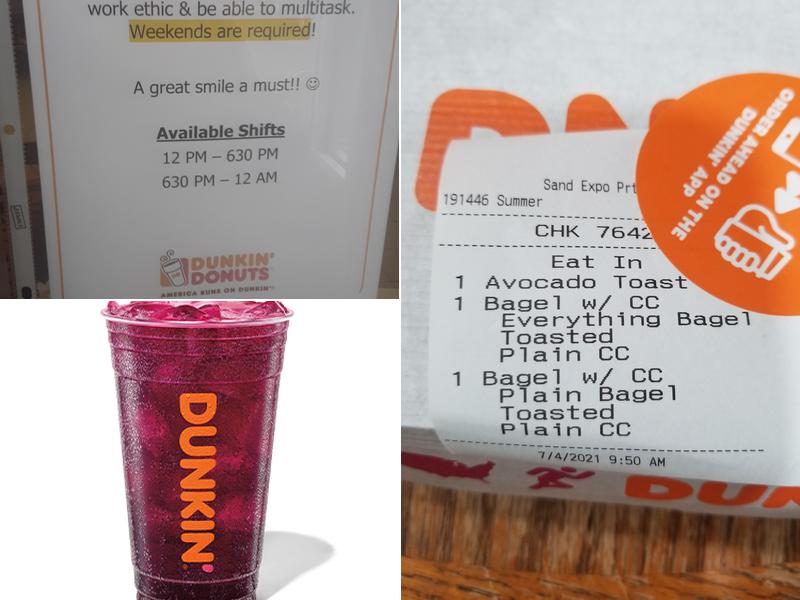 work ethic & be able to multitask.
Weekends are required!
A great smile a must!! ☺
Available Shifts
12 PM – 630 PM
630 PM – 12 AM
DUNKIN'
DONUTS
AMERICA RUNS ON DUNKIN'
DUNKIN'
ORDER AHEAD ON THE
DUNKIN' APP
Sand Expo Prt
191446 Summer
CHK 7642
Eat In
1 Avocado Toast
1 Bagel w/ CC
Everything Bagel
Toasted
Plain CC
1 Bagel w/ CC
Plain Bagel
Toasted
Plain CC
7/4/2021 9:50 AM
DUN